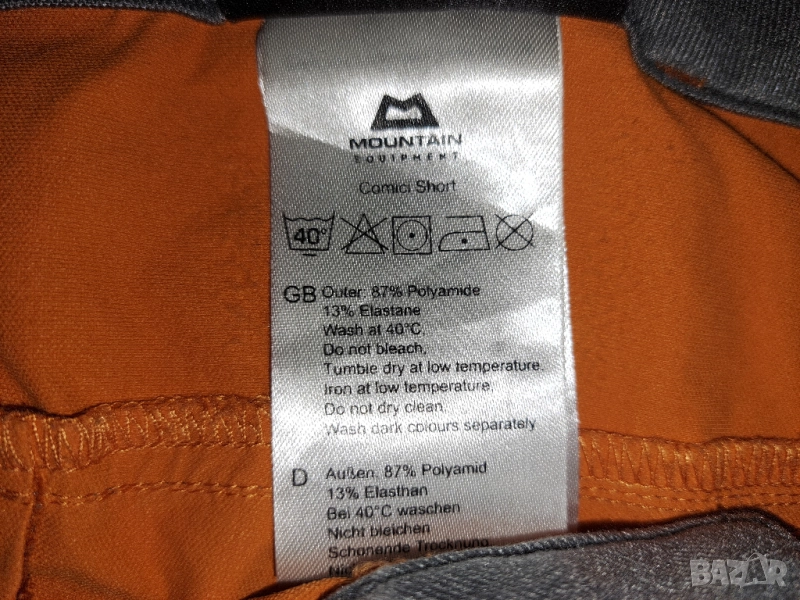 MOUNTAIN
EQUIPMENT
Comici Short
40°
GB Outer: 87% Polyamide
13% Elastane
Wash at 40°C.
Do not bleach.
Tumble dry at low temperature.
Iron at low temperature.
Do not dry clean.
Wash dark colours separately
D Außen: 87% Polyamid
13% Elasthan
Bei 40°C waschen
Nicht bleichen
Schonende Trocknung
BAZAR